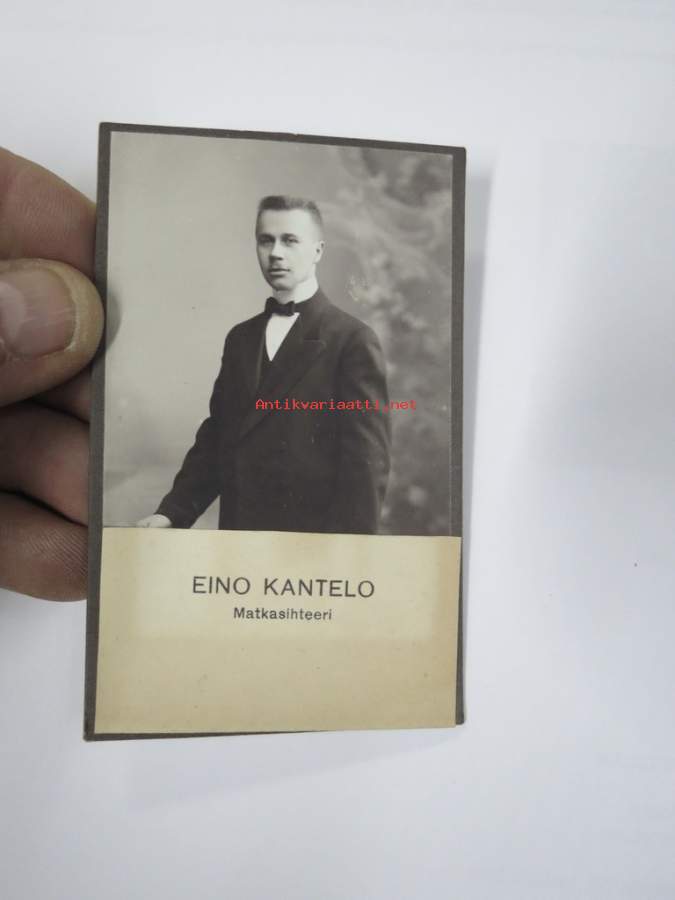 Antikvariaatti.net
EINO KANTELO
Matkasihteeri